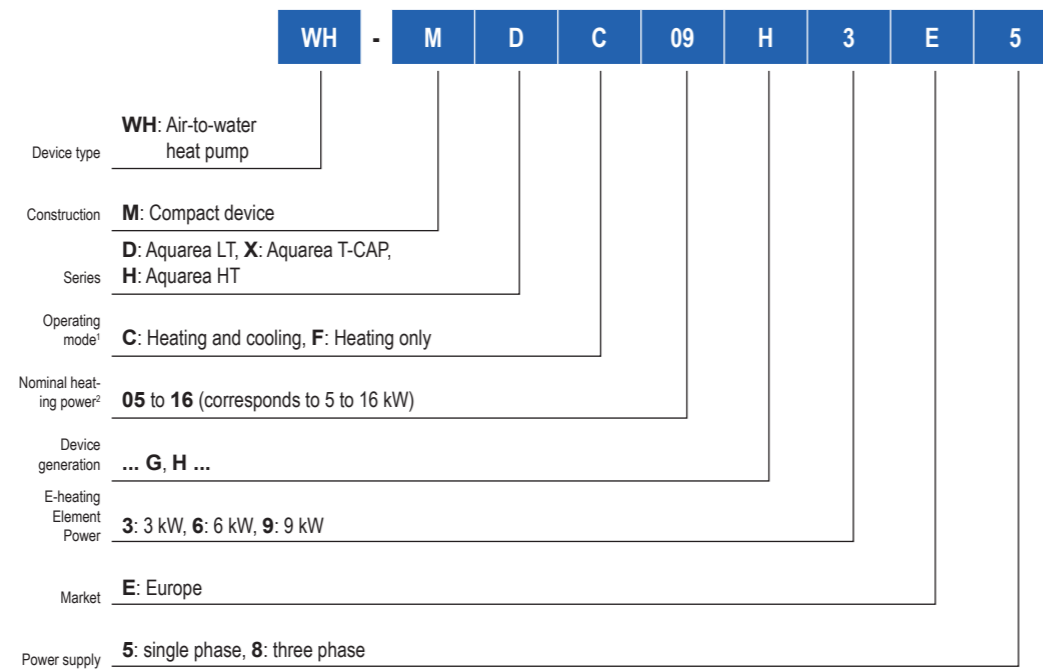 WH - M D C 09 H 3 E 5
WH: Air-to-water
heat pump
Device type
Construction
M: Compact device
D: Aquarea LT, X: Aquarea T-CAP,
H: Aquarea HT
Series
Operating
mode¹
C: Heating and cooling, F: Heating only
Nominal heat-
ing power²
05 to 16 (corresponds to 5 to 16 kW)
Device
generation
... G, H ...
E-heating
Element
Power
3: 3 kW, 6: 6 kW, 9: 9 kW
Market
E: Europe
Power supply
5: single phase, 8: three phase